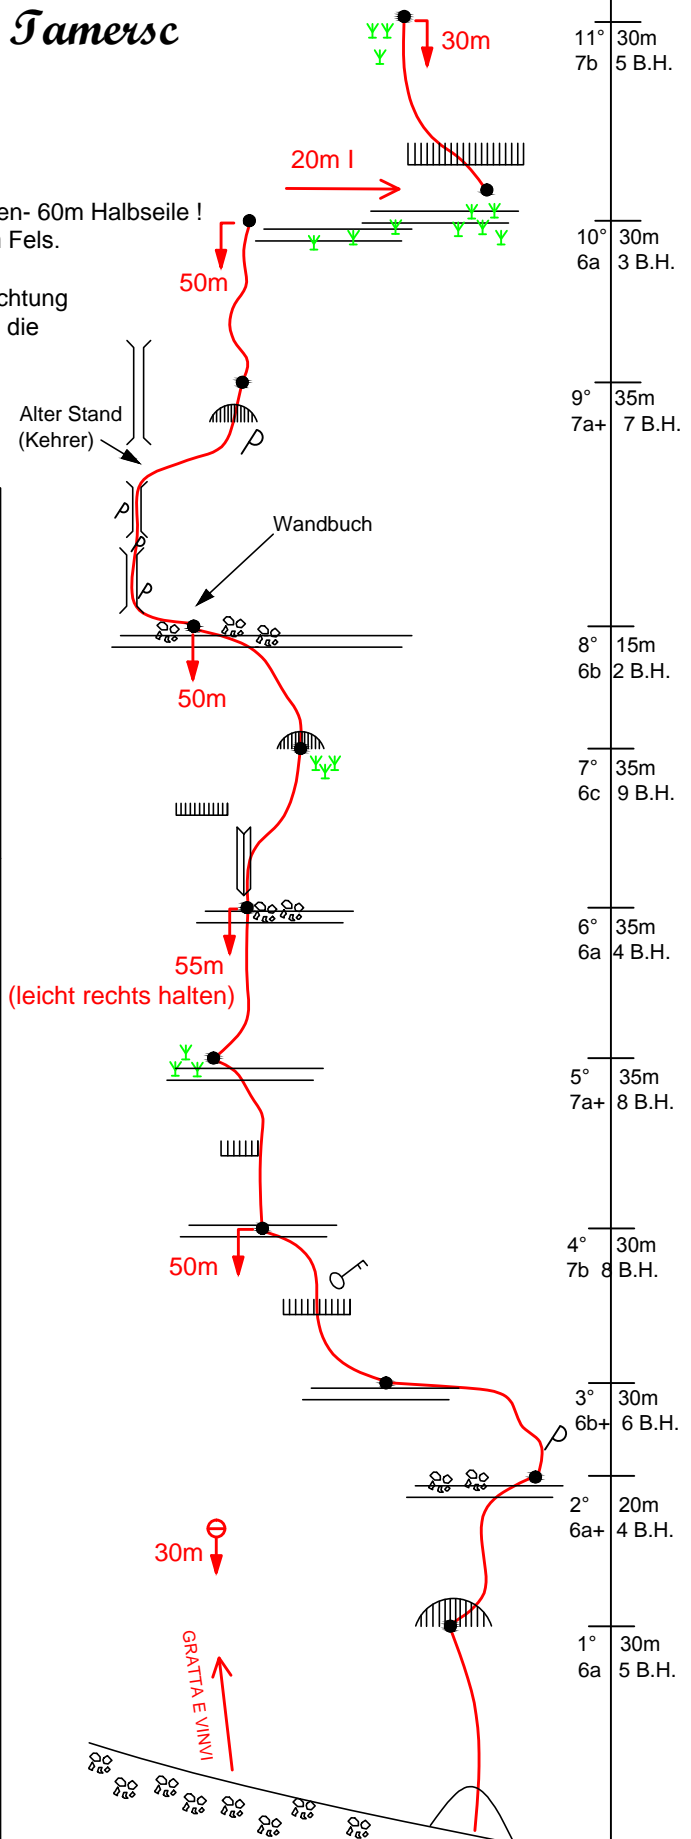 Tamersc
30m
11° 30m
7b 5 B.H.
20m I
en- 60m Halbseile !
Fels.
50m
10° 30m
6a 3 B.H.
chtung
die
9° 35m
7a+ 7 B.H.
Alter Stand
(Kehrer)
Wandbuch
8° 15m
6b 2 B.H.
50m
7° 35m
6c 9 B.H.
6° 35m
6a 4 B.H.
55m
(leicht rechts halten)
5° 35m
7a+ 8 B.H.
4° 30m
7b 8 B.H.
50m
3° 30m
6b+ 6 B.H.
2° 20m
6a+ 4 B.H.
30m
1° 30m
6a 5 B.H.
GRATTA E VINVI